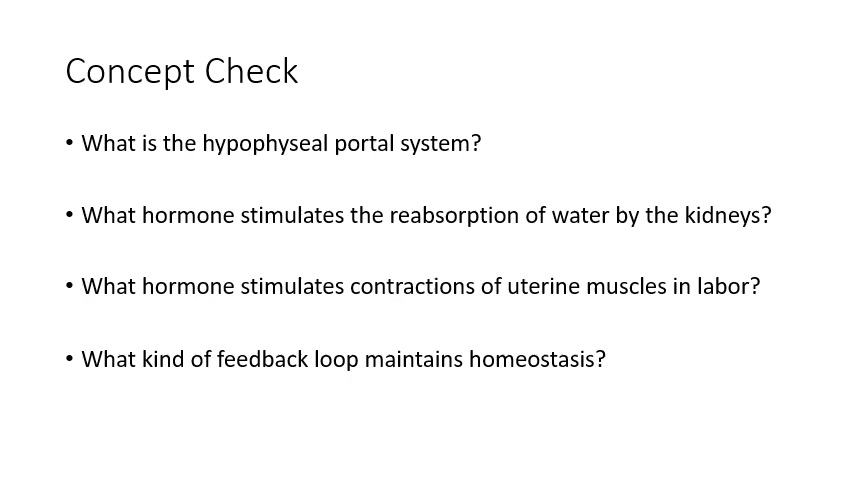 Concept Check
• What is the hypophyseal portal system?
• What hormone stimulates the reabsorption of water by the kidneys?
• What hormone stimulates contractions of uterine muscles in labor?
• What kind of feedback loop maintains homeostasis?